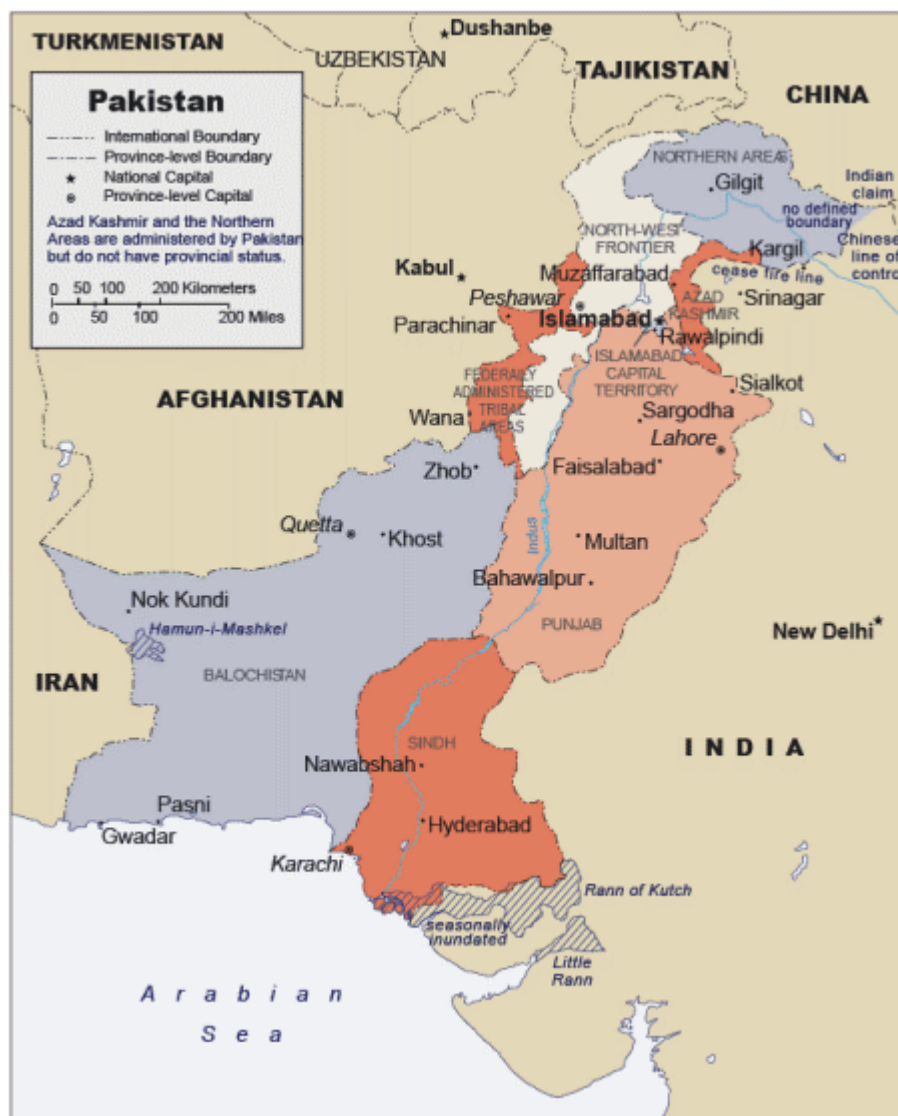 TURKMENISTAN
UZBEKISTAN
Dushanbe
TAJIKISTAN
CHINA
Pakistan
International Boundary
Province-level Boundary
National Capital
Province-level Capital
Azad Kashmir and the Northern
Areas are administered by Pakistan
but do not have provincial status.
0 50 100 200 Kilometers
0 50 100 200 Miles
NORTHERN AREAS
Gilgit
Indian
claim
no defined
boundary
Chinese
line of
control
NORTH-WEST
FRONTIER
Kargil
cease fire line
Kabul
Muzaffarabad
Peshawar
AZAD
KASHMIR
Srinagar
Parachinar
Islamabad
Rawalpindi
ISLAMABAD
CAPITAL
TERRITORY
Sialkot
FEDERALLY
ADMINISTERED
TRIBAL
AREAS
AFGHANISTAN
Wana
Sargodha
Lahore
Zhob
Faisalabad
Quetta
Khost
Indus
Multan
Bahawalpur
Nok Kundi
PUNJAB
New Delhi
Hamun-i-Mashkel
IRAN
BALOCHISTAN
SINDH
INDIA
Nawabshah
Pasni
Gwadar
Hyderabad
Karachi
Rann of Kutch
seasonally
inundated
Little
Rann
Arabian
Sea